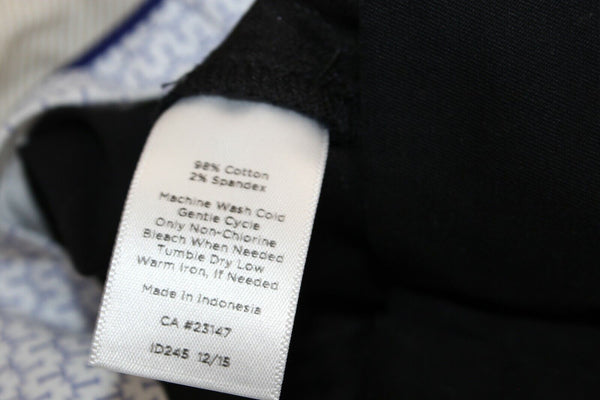 98% Cotton
2% Spandex
Machine Wash Cold
Gentle Cycle
Only Non-Chlorine
Bleach When Needed
Tumble Dry Low
Warm Iron, If Needed
Made in Indonesia
CA #23147
ID245 12/15